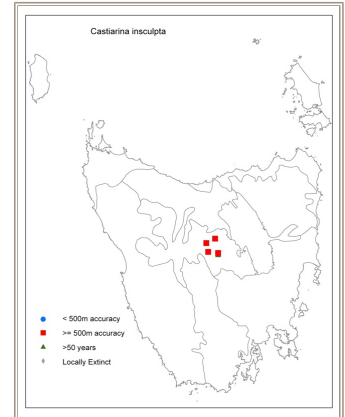 Castiarina insculpta
< 500m accuracy
>= 500m accuracy
>50 years
Locally Extinct